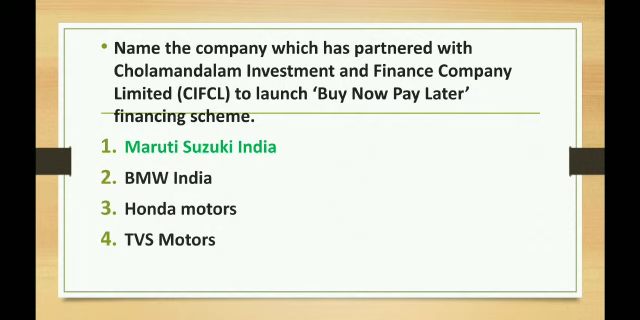 • Name the company which has partnered with
Cholamandalam Investment and Finance Company
Limited (CIFCL) to launch ‘Buy Now Pay Later’
financing scheme.
1. Maruti Suzuki India
2. BMW India
3. Honda motors
4. TVS Motors